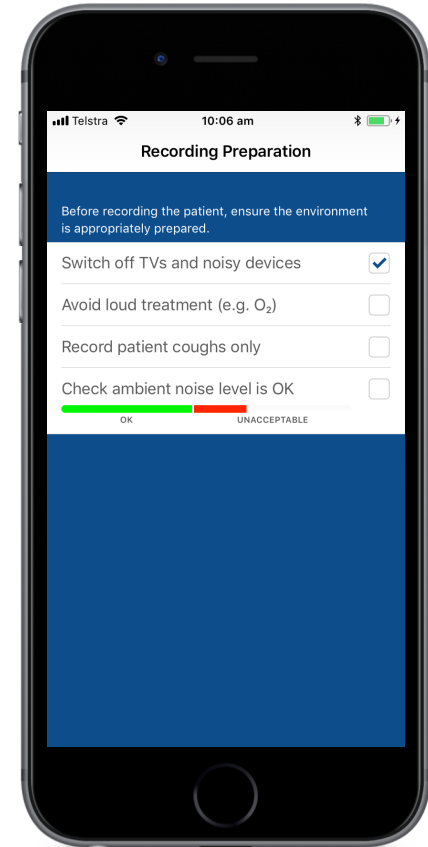 Telstra 10:06 am
Recording Preparation
Before recording the patient, ensure the environment
is appropriately prepared.
Switch off TVs and noisy devices
Avoid loud treatment (e.g. O₂)
Record patient coughs only
Check ambient noise level is OK
OK UNACCEPTABLE